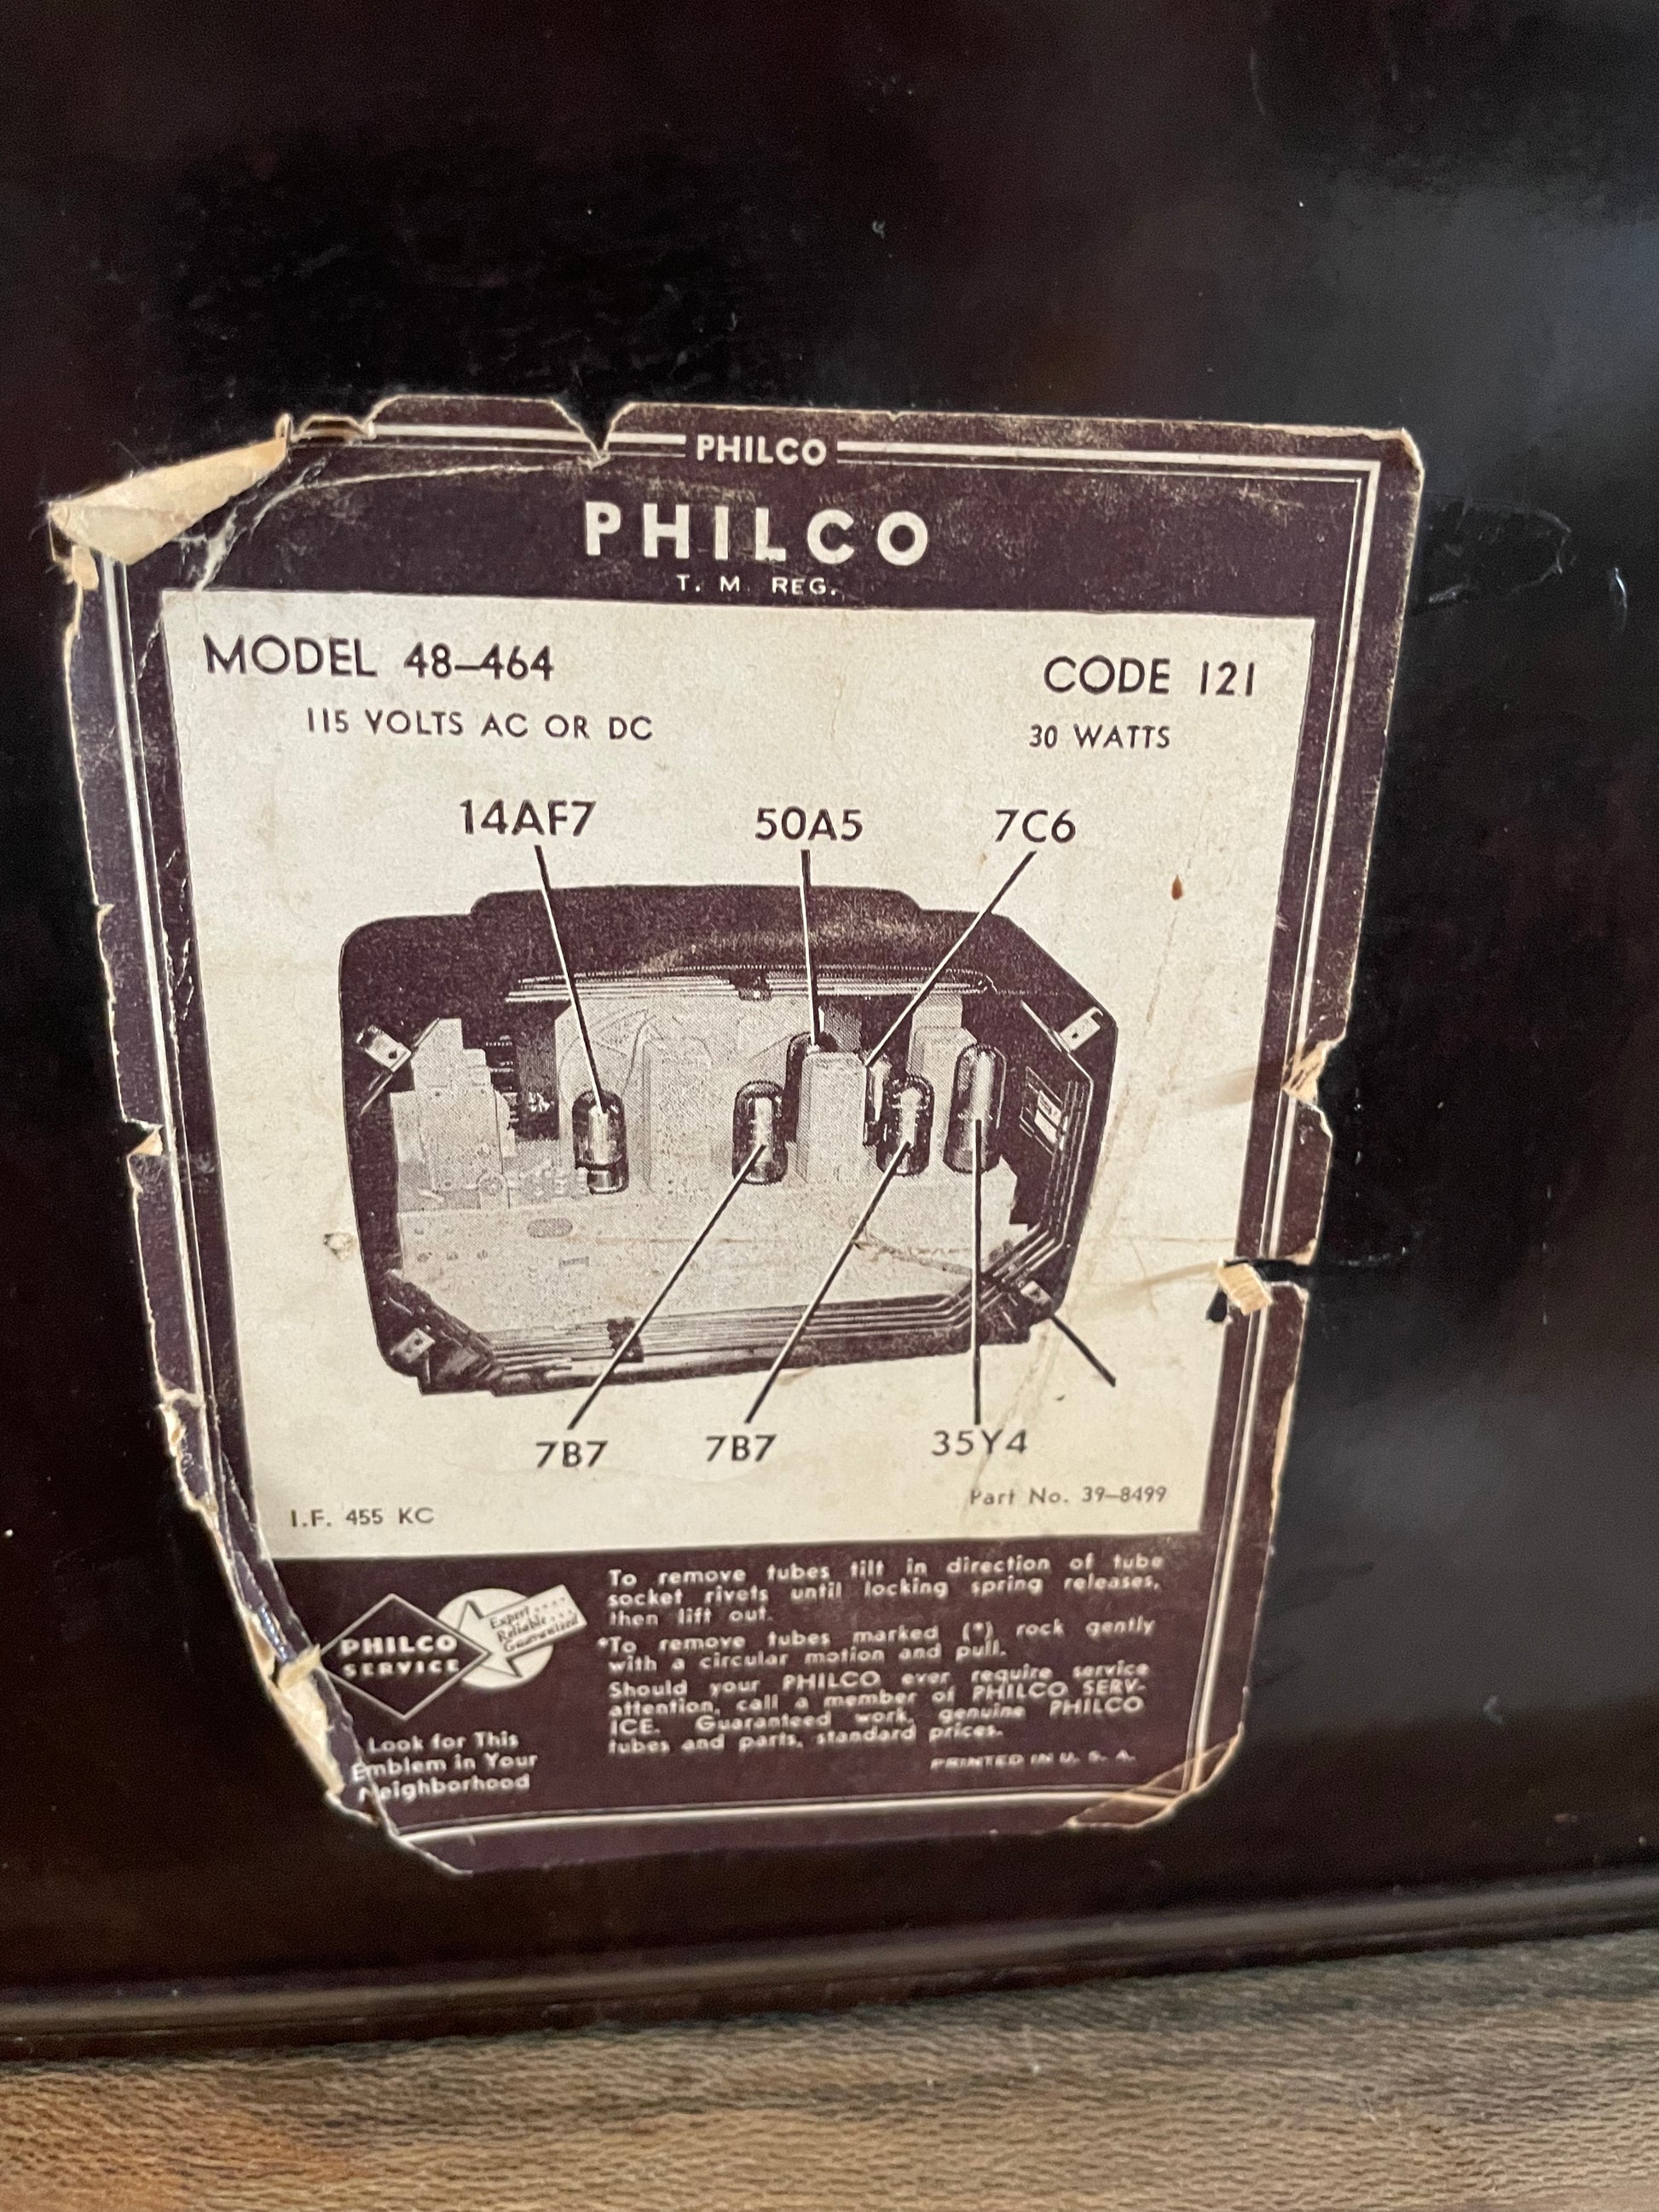 PHILCO
PHILCO
T. M. REG.
MODEL 48-464
CODE 121
115 VOLTS AC OR DC
30 WATTS
14AF7
50A5
7C6
7B7
7B7
35Y4
Part No. 39-8499
I.F. 455 KC
To remove tubes tilt in direction of tube
socket rivets until locking spring releases,
then lift out.
*To remove tubes marked (*) rock gently
with a circular motion and pull.
Should your PHILCO ever require service
attention, call a member of PHILCO SERV-
ICE. Guaranteed work, genuine PHILCO
tubes and parts, standard prices.
PRINTED IN U. S. A.
PHILCO
SERVICE
Expert ....
Reliable ...
Guaranteed
Look for This
Emblem in Your
Neighborhood